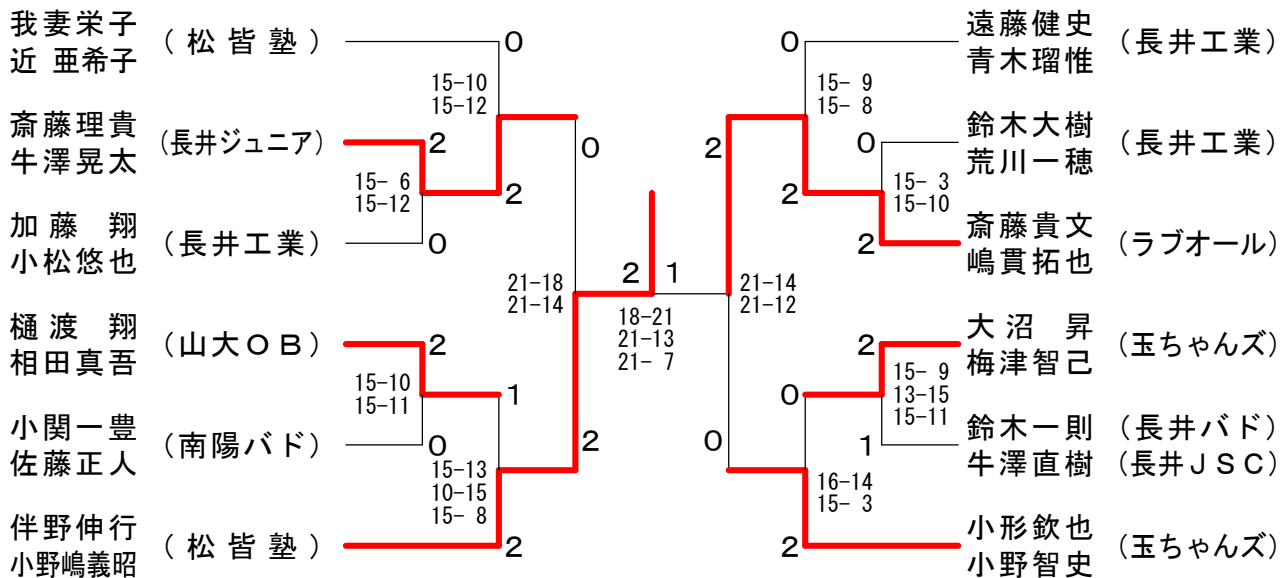 我妻栄子
近 亜希子
(松皆塾)
0
15-10
15-12
斎藤理貴
牛澤晃太
(長井ジュニア)
2
15- 6
15-12
2
0
加藤 翔
小松悠也
(長井工業)
0
21-18
21-14
樋渡 翔
相田真吾
(山大OB)
2
15-10
15-11
1
小関一豊
佐藤正人
(南陽バド)
0
2
15-13
10-15
15- 8
伴野伸行
小野嶋義昭
(松皆塾)
2
2
1
18-21
21-13
21- 7
遠藤健史
青木瑠惟
(長井工業)
0
15- 9
15- 8
鈴木大樹
荒川一穂
(長井工業)
0
2
15- 3
15-10
2
斎藤貴文
嶋貫拓也
(ラブオール)
2
21-14
21-12
大沼 昇
梅津智己
(玉ちゃんズ)
2
15- 9
13-15
15-11
0
鈴木一則
(長井バド)
牛澤直樹
(長井JSC)
1
0
16-14
15- 3
小形欽也
小野智史
(玉ちゃんズ)
2